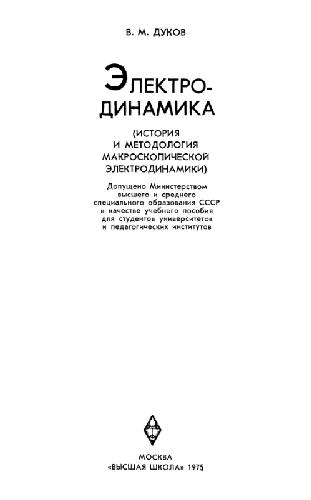 В. М. ДУКОВ
ЭЛЕКТРО-
ДИНАМИКА
(ИСТОРИЯ
И МЕТОДОЛОГИЯ
МАКРОСКОПИЧЕСКОЙ
ЭЛЕКТРОДИНАМИКИ)
Допущено Министерством
высшего и среднего
специального образования СССР
в качестве учебного пособия
для студентов университетов
и педагогических институтов
МОСКВА
«ВЫСШАЯ ШКОЛА» 1975